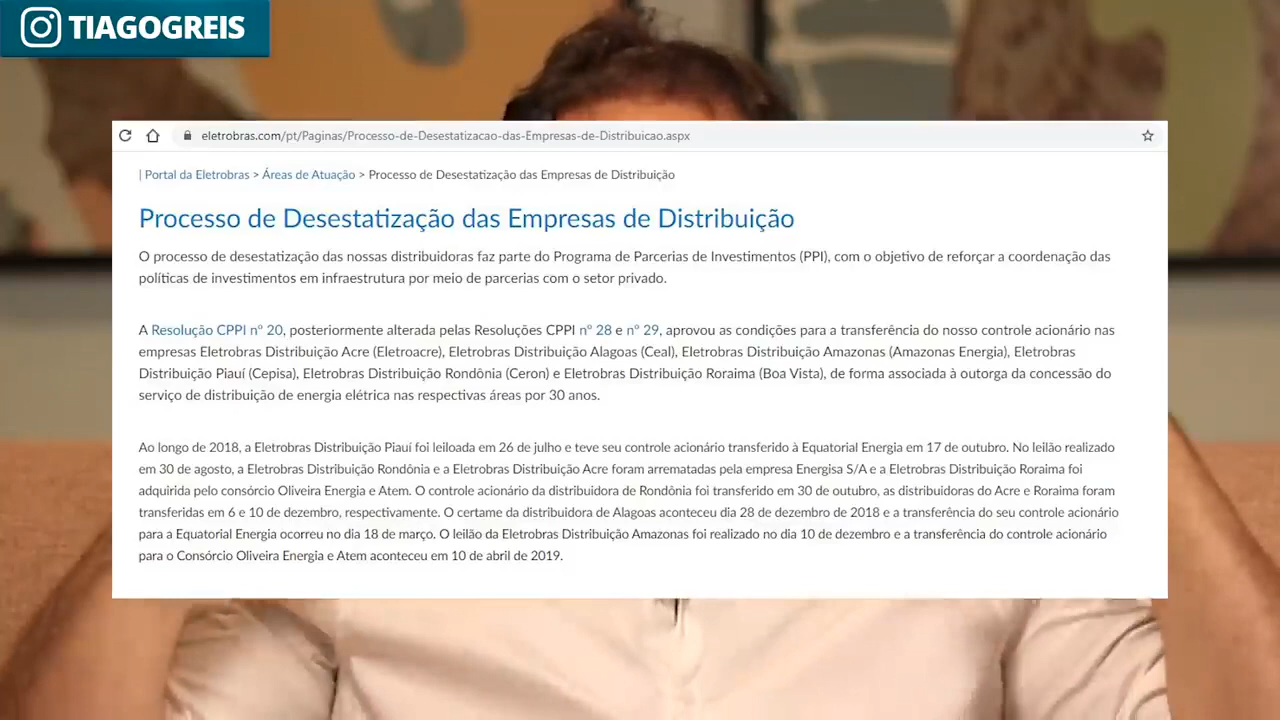 TIAGOGREIS
eletrobras.com/pt/Paginas/Processo-de-Desestatizacao-das-Empresas-de-Distribuicao.aspx
| Portal da Eletrobras > Áreas de Atuação > Processo de Desestatização das Empresas de Distribuição
Processo de Desestatização das Empresas de Distribuição
O processo de desestatização das nossas distribuidoras faz parte do Programa de Parcerias de Investimentos (PPI), com o objetivo de reforçar a coordenação das
políticas de investimentos em infraestrutura por meio de parcerias com o setor privado.
A Resolução CPPI nº 20, posteriormente alterada pelas Resoluções CPPI nº 28 e nº 29, aprovou as condições para a transferência do nosso controle acionário nas
empresas Eletrobras Distribuição Acre (Eletroacre), Eletrobras Distribuição Alagoas (Ceal), Eletrobras Distribuição Amazonas (Amazonas Energia), Eletrobras
Distribuição Piauí (Cepisa), Eletrobras Distribuição Rondônia (Ceron) e Eletrobras Distribuição Roraima (Boa Vista), de forma associada à outorga da concessão do
serviço de distribuição de energia elétrica nas respectivas áreas por 30 anos.
Ao longo de 2018, a Eletrobras Distribuição Piauí foi leiloada em 26 de julho e teve seu controle acionário transferido à Equatorial Energia em 17 de outubro. No leilão realizado
em 30 de agosto, a Eletrobras Distribuição Rondônia e a Eletrobras Distribuição Acre foram arrematadas pela empresa Energisa S/A e a Eletrobras Distribuição Roraima foi
adquirida pelo consórcio Oliveira Energia e Atem. O controle acionário da distribuidora de Rondônia foi transferido em 30 de outubro, as distribuidoras do Acre e Roraima foram
transferidas em 6 e 10 de dezembro, respectivamente. O certame da distribuidora de Alagoas aconteceu dia 28 de dezembro de 2018 e a transferência do seu controle acionário
para a Equatorial Energia ocorreu no dia 18 de março. O leilão da Eletrobras Distribuição Amazonas foi realizado no dia 10 de dezembro e a transferência do controle acionário
para o Consórcio Oliveira Energia e Atem aconteceu em 10 de abril de 2019.